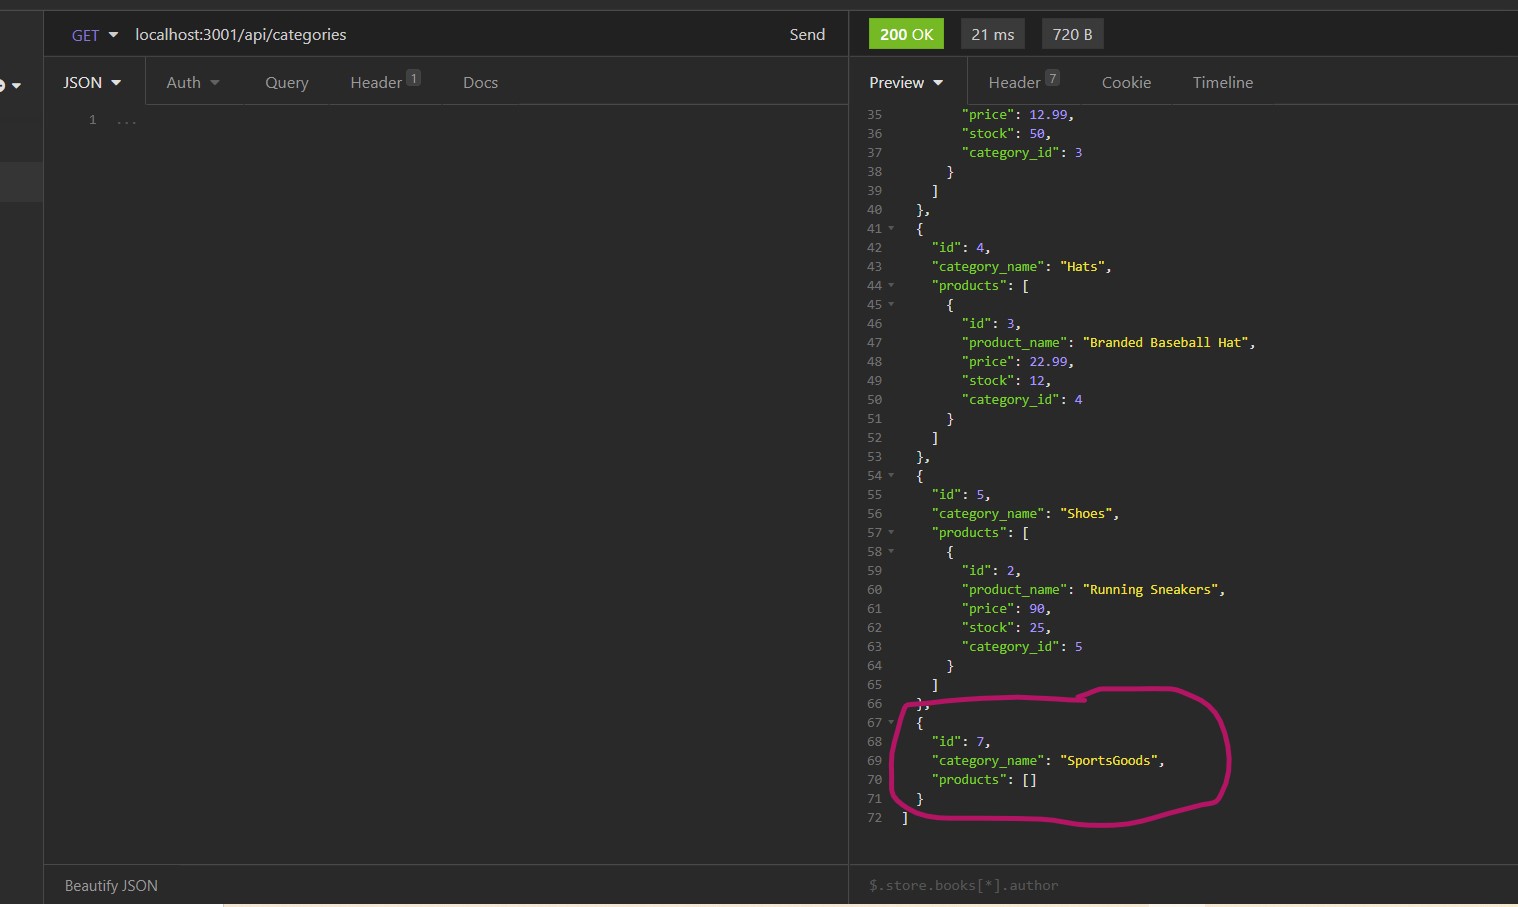 GET localhost:3001/api/categories Send 200 OK 21 ms 720 B
JSON Auth Query Header 1 Docs Preview Header 7 Cookie Timeline
1 ...
35 "price": 12.99,
36 "stock": 50,
37 "category_id": 3
38 }
39 ]
40 },
41 {
42 "id": 4,
43 "category_name": "Hats",
44 "products": [
45 {
46 "id": 3,
47 "product_name": "Branded Baseball Hat",
48 "price": 22.99,
49 "stock": 12,
50 "category_id": 4
51 }
52 ]
53 },
54 {
55 "id": 5,
56 "category_name": "Shoes",
57 "products": [
58 {
59 "id": 2,
60 "product_name": "Running Sneakers",
61 "price": 90,
62 "stock": 25,
63 "category_id": 5
64 }
65 ]
66 },
67 {
68 "id": 7,
69 "category_name": "SportsGoods",
70 "products": []
71 }
72 ]
Beautify JSON $.store.books[*].author